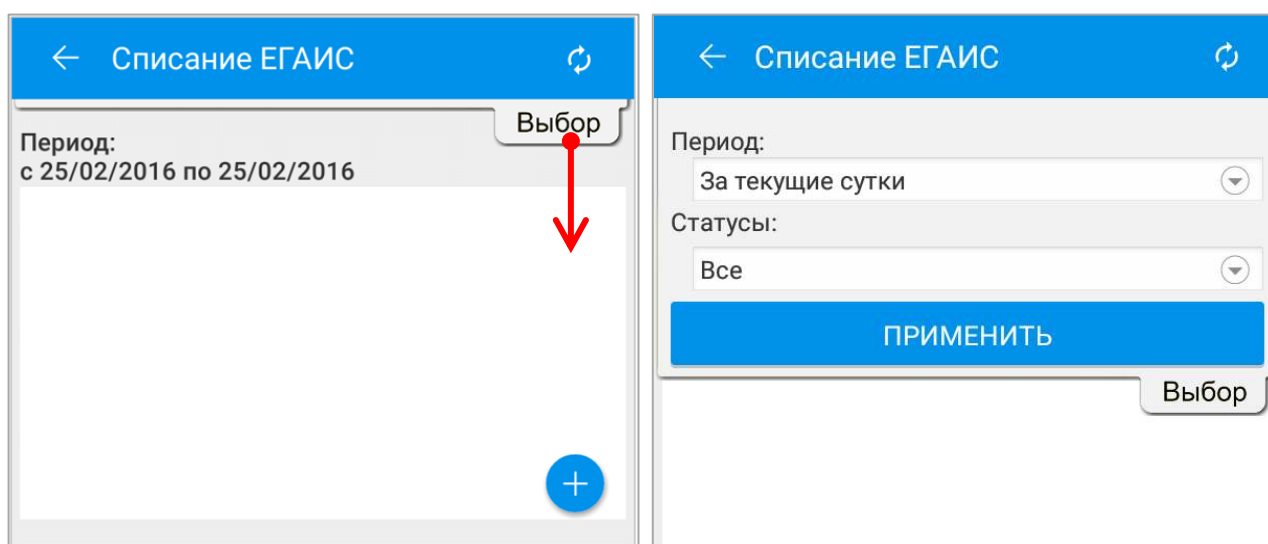 Списание ЕГАИС
Выбор
Период:
с 25/02/2016 по 25/02/2016
Списание ЕГАИС
Период:
За текущие сутки
Статусы:
Все
ПРИМЕНИТЬ
Выбор